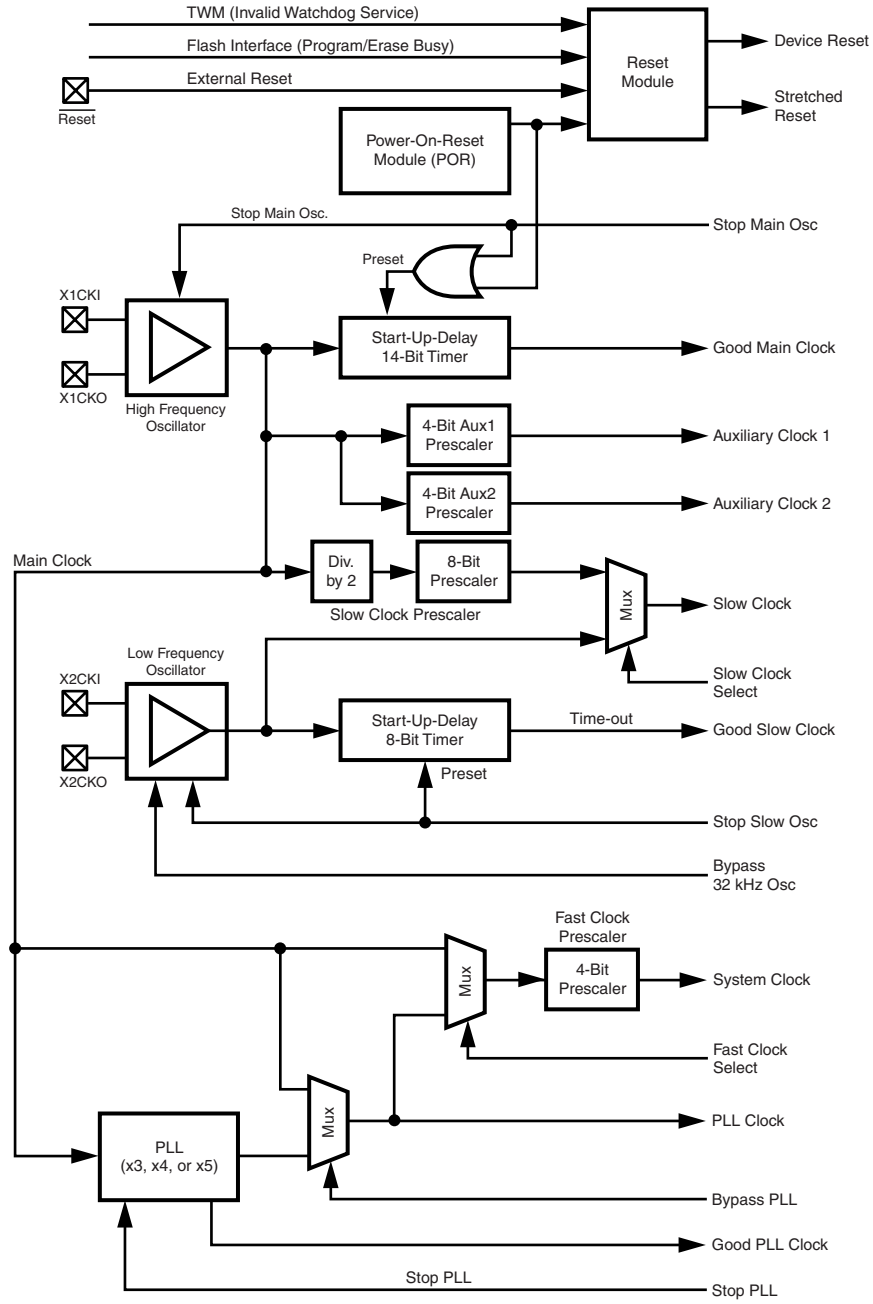 TWM (Invalid Watchdog Service)
Flash Interface (Program/Erase Busy)
External Reset
Reset
Reset
Module
Device Reset
Stretched
Reset
Power-On-Reset
Module (POR)
Stop Main Osc.
Stop Main Osc
Preset
X1CKI
X1CKO
High Frequency
Oscillator
Start-Up-Delay
14-Bit Timer
Good Main Clock
4-Bit Aux1
Prescaler
Auxiliary Clock 1
4-Bit Aux2
Prescaler
Auxiliary Clock 2
Main Clock
Div.
by 2
8-Bit
Prescaler
Slow Clock Prescaler
Mux
Slow Clock
Slow Clock
Select
Low Frequency
Oscillator
X2CKI
X2CKO
Start-Up-Delay
8-Bit Timer
Time-out
Good Slow Clock
Preset
Stop Slow Osc
Bypass
32 kHz Osc
Fast Clock
Prescaler
Mux
4-Bit
Prescaler
System Clock
Fast Clock
Select
Mux
PLL Clock
PLL
(x3, x4, or x5)
Bypass PLL
Good PLL Clock
Stop PLL
Stop PLL